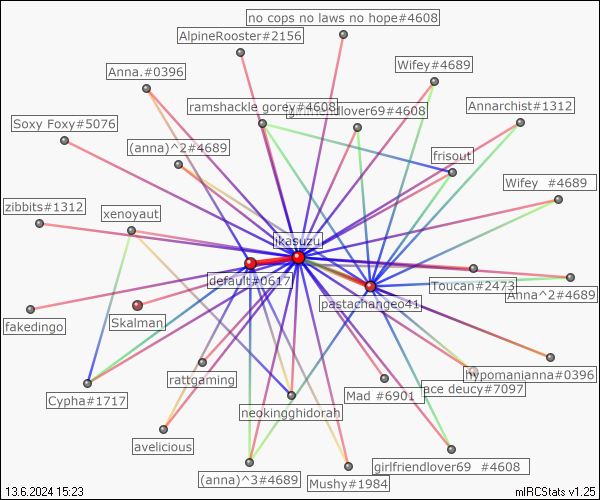 no cops no laws no hope#4608
AlpineRooster#2156
Wifey#4689
Anna.#0396
ramshackle gorey#4608
girlfriendlover69#4608
Annarchist#1312
Soxy Foxy#5076
(anna)^2#4689
frisout
Wifey #4689
zibbits#1312
xenoyaut
ikasuzu
default#0617
Toucan#2473
Anna^2#4689
pastachangeo41
Skalman
fakedingo
rattgaming
Mad #6901
ace deucy#7097
hypomanianna#0396
Cypha#1717
neokingghidorah
avelicious
(anna)^3#4689
Mushy#1984
girlfriendlover69 #4608
13.6.2024 15:23
mIRCStats v1.25